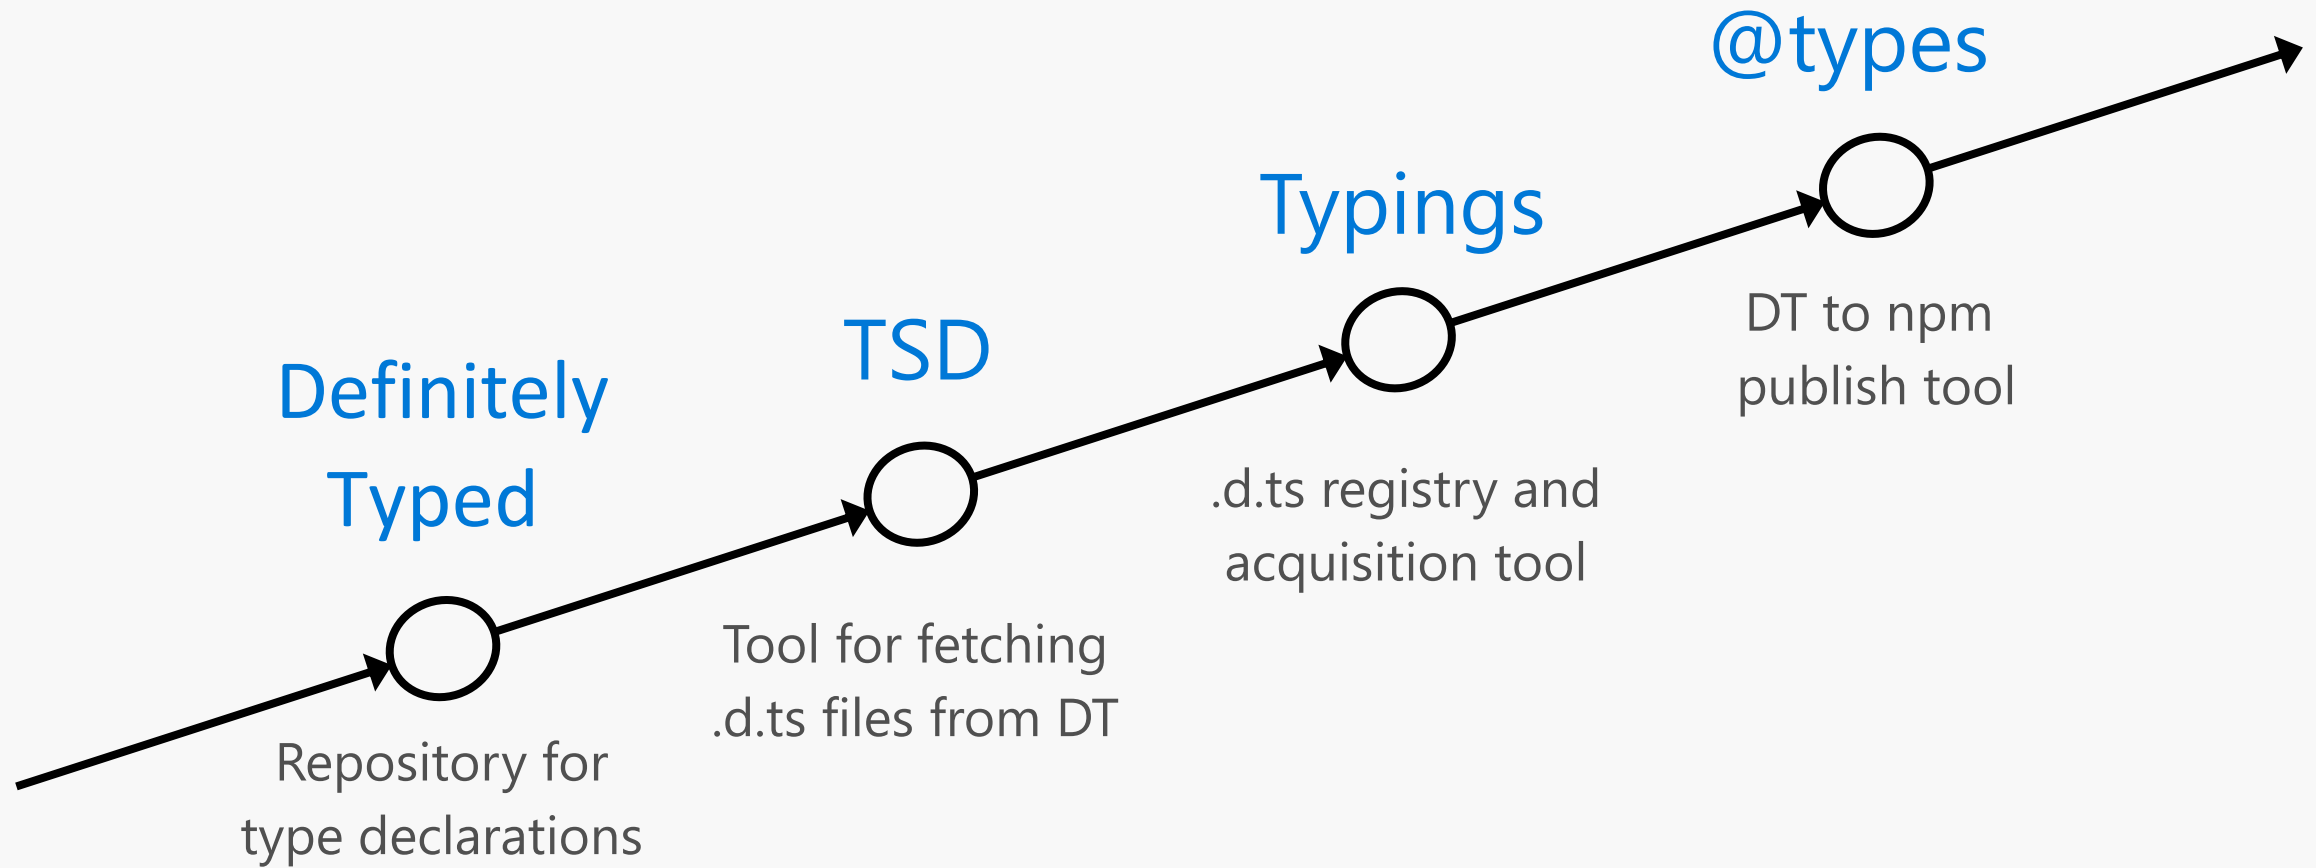 Definitely
Typed
Repository for
type declarations
TSD
Tool for fetching
.d.ts files from DT
Typings
.d.ts registry and
acquisition tool
@types
DT to npm
publish tool